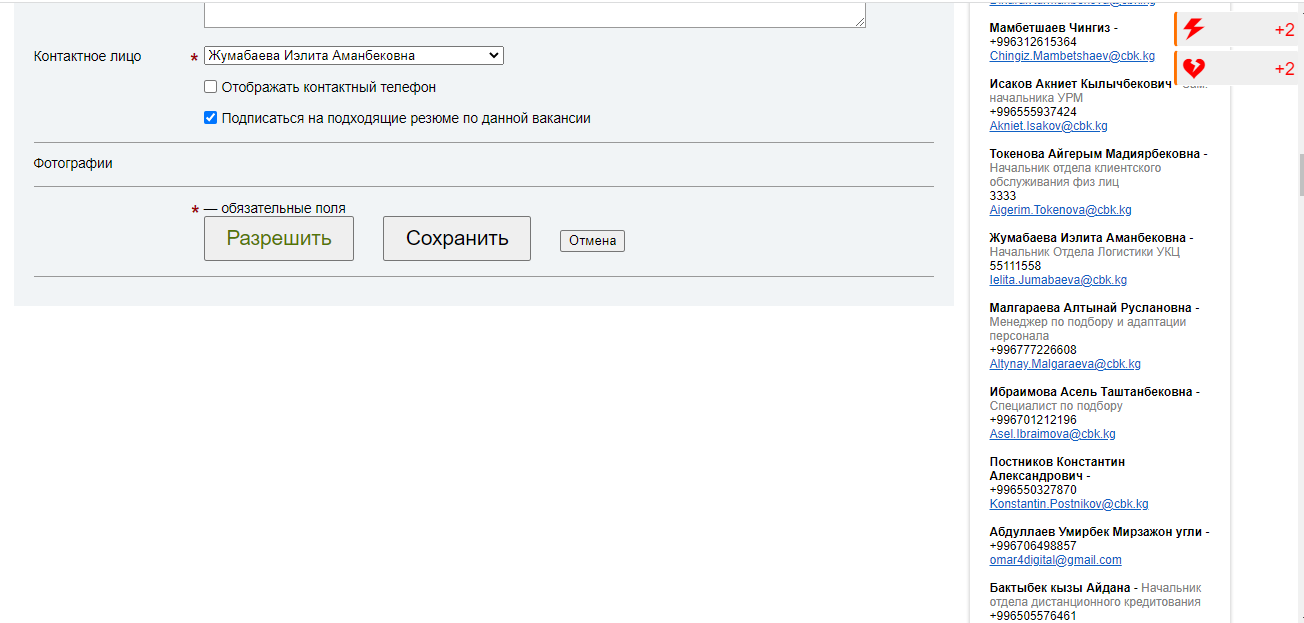 Контактное лицо
* Жумабаева Иэлита Аманбековна
Отображать контактный телефон
Подписаться на подходящие резюме по данной вакансии
Фотографии
* — обязательные поля
Разрешить
Сохранить
Отмена
Мамбетшаев Чингиз -
+996312615364
Chingiz.Mambetshaev@cbk.kg
Исаков Акниет Кылычбекович
начальника УРМ
+996555937424
Akniet.Isakov@cbk.kg
Токенова Айгерым Мадиярбековна -
Начальник отдела клиентского
обслуживания физ лиц
3333
Aigerim.Tokenova@cbk.kg
Жумабаева Иэлита Аманбековна -
Начальник Отдела Логистики УКЦ
55111558
Ielita.Jumabaeva@cbk.kg
Малгараева Алтынай Руслановна -
Менеджер по подбору и адаптации
персонала
+996777226608
Altynay.Malgaraeva@cbk.kg
Ибраимова Асель Таштанбековна -
Специалист по подбору
+996701212196
Asel.Ibraimova@cbk.kg
Постников Константин
Александрович -
+996550327870
Konstantin.Postnikov@cbk.kg
Абдуллаев Умирбек Мирзажон угли -
+996706498857
omar4digital@gmail.com
Бактыбек кызы Айдана - Начальник
отдела дистанционного кредитования
+996505576461
+2
+2